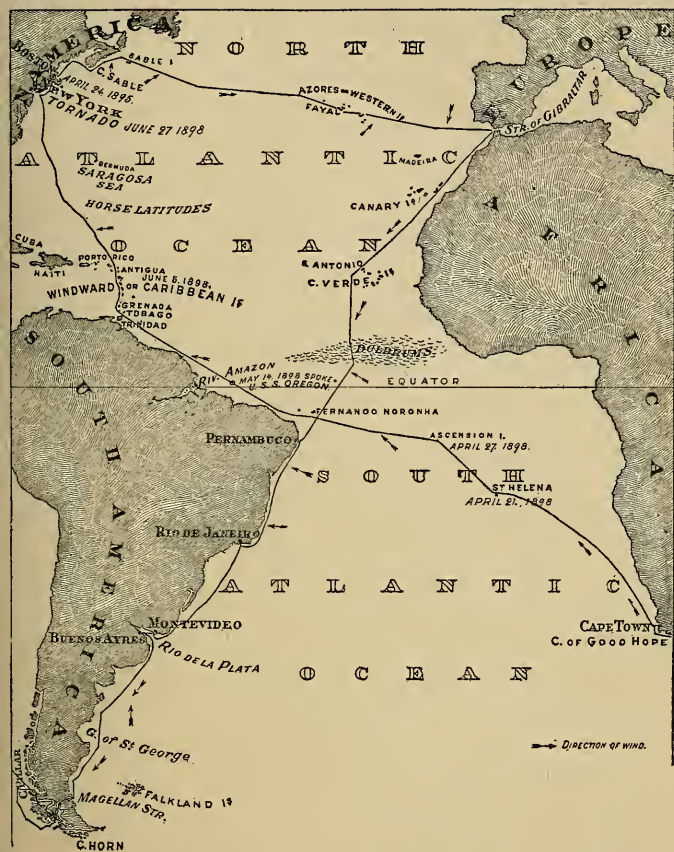 N. AMERICA
EUROPE
NORTH
BOSTON
SABLE I.
C. SABLE
APRIL 24 1895.
NEW YORK
TORNADO JUNE 27 1898
AZORES OR WESTERN Is
FAYAL
STR. OF GIBRALTAR
ATLANTIC
MADEIRA
BERMUDA
SARAGOSA
SEA
CANARY Is
HORSE LATITUDES
OCEAN
AFRICA
CUBA
HAITI
PORTO RICO
ANTIGUA
JUNE 5, 1898.
WINDWARD OR CARIBBEAN Is
GRENADA
TOBAGO
TRINIDAD
S. ANTONIO
C. VERDE Is
DOLDRUMS
SOUTH AMERICA
RIV. AMAZON
MAY 14, 1898 SPOKE
U.S.S. OREGON.
EQUATOR
FERNANDO NORONHA
PERNAMBUCO
ASCENSION I.
APRIL 27, 1898.
SOUTH
ST HELENA
APRIL 21, 1898
RIO DE JANEIRO
ATLANTIC
CAPE TOWN
C. OF GOOD HOPE
MONTEVIDEO
BUENOS AYRES
RIO DE LA PLATA
OCEAN
G. of St George
DIRECTION OF WIND.
C. PILLAR
FALKLAND Is
MAGELLAN STR.
C. HORN